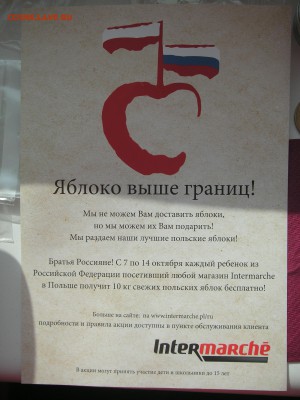 Яблоко выше границ!
Мы не можем Вам доставить яблоки,
но мы можем их Вам подарить!
Мы раздаем наши лучшие польские яблоки!
Братья Россияне! С 7 по 14 октября каждый ребенок из
Российской Федерации посетивший любой магазин Intermarche
в Польше получит 10 кг свежих польских яблок бесплатно!
Больше на сайте: на www.intermarche.pl/ru
подробности и правила акции доступны в пункте обслуживания клиента
Intermarché
В акции могут принять участие дети и школьники до 15 лет